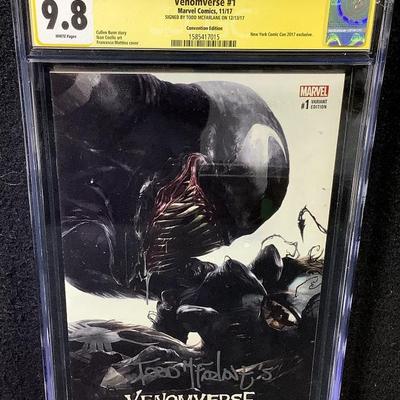 9.8
WHITE Pages
Venomverse #1
Marvel Comics, 11/17
SIGNED BY TODD MCFARLANE ON 12/13/17
Convention Edition
Cullen Bunn story
Iban Coello art
Francesco Mattina cover
New York Comic Con 2017 exclusive.
1585417015
MARVEL
#1 VARIANT
EDITION
Todd McFarlane
VENOMVERSE